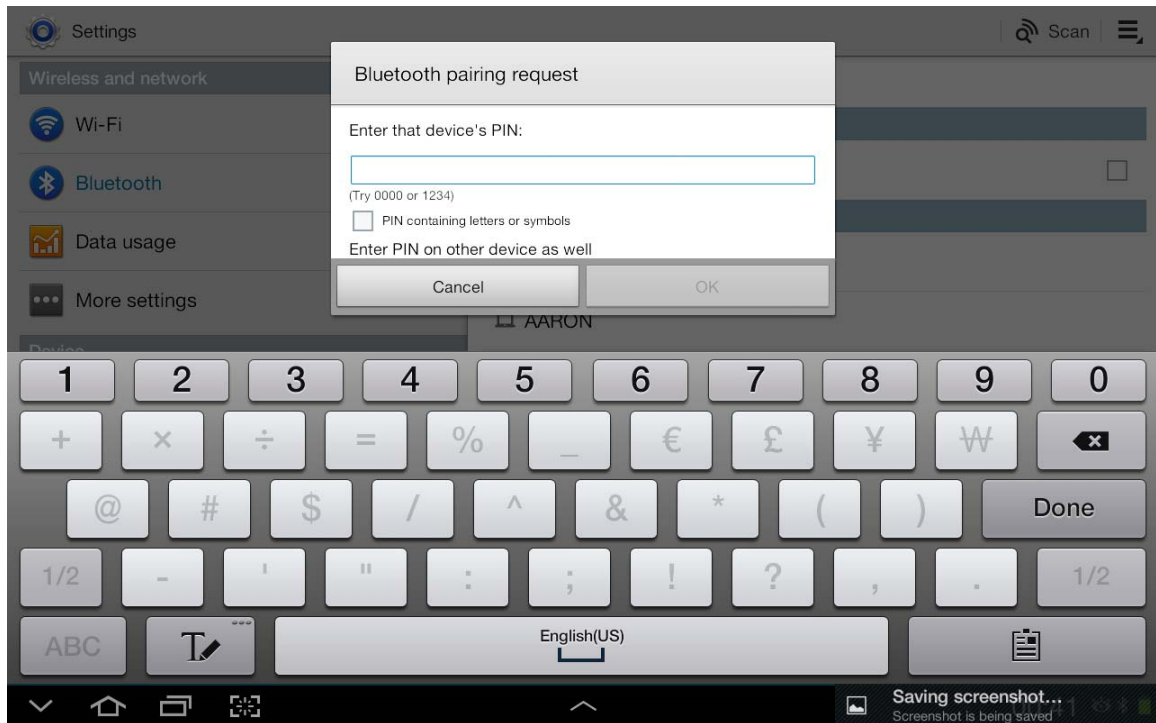 Settings
Scan
Wireless and network
Wi-Fi
Bluetooth
Data usage
More settings
Device
Bluetooth pairing request
Enter that device's PIN:
(Try 0000 or 1234)
PIN containing letters or symbols
Enter PIN on other device as well
Cancel OK
AARON
1 2 3 4 5 6 7 8 9 0
+ × ÷ = % _ € £ ¥ ₩
@ # $ / ^ & * ( ) Done
1/2 - ' " : ; ! ? , . 1/2
ABC T English(US)
Saving screenshot...
Screenshot is being saved